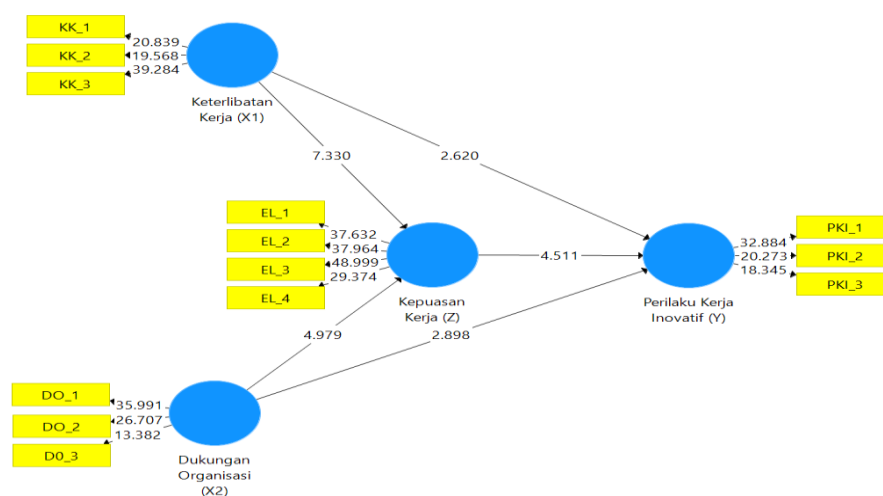 KK_1
20.839
KK_2
19.568
KK_3
39.284
Keterlibatan
Kerja (X1)
7.330
2.620
EL_1
37.632
EL_2
37.964
EL_3
48.999
EL_4
29.374
Kepuasan
Kerja (Z)
4.511
PKI_1
32.884
PKI_2
20.273
PKI_3
18.345
Perilaku Kerja
Inovatif (Y)
4.979
2.898
DO_1
35.991
DO_2
26.707
D0_3
13.382
Dukungan
Organisasi
(X2)